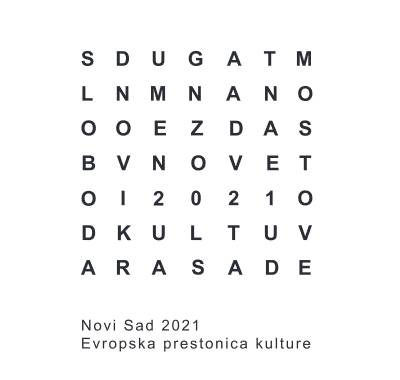 S D U G A T M
L N M N A N O
O O E Z D A S
B V N O V E T
O I 2 0 2 1 O
D K U L T U V
A R A S A D E
Novi Sad 2021
Evropska prestonica kulture